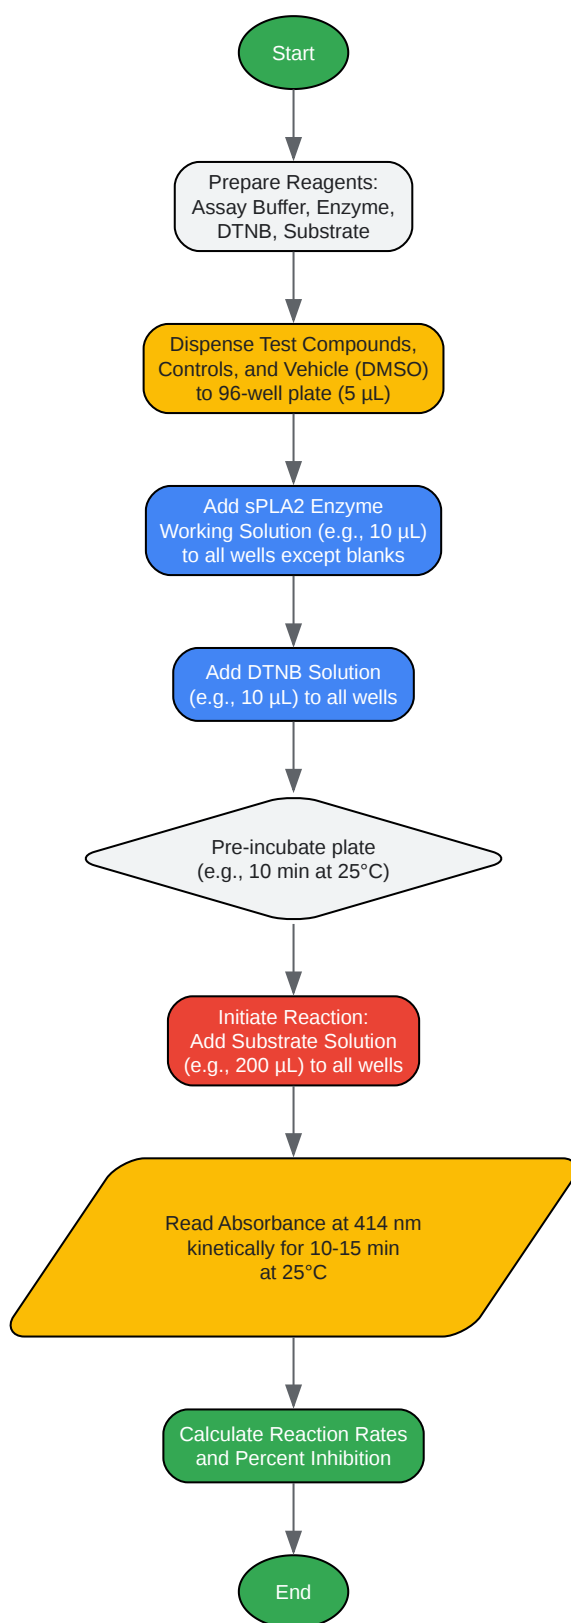 Start
Prepare Reagents:
Assay Buffer, Enzyme,
DTNB, Substrate
Dispense Test Compounds,
Controls, and Vehicle (DMSO)
to 96-well plate (5 µL)
Add sPLA2 Enzyme
Working Solution (e.g., 10 µL)
to all wells except blanks
Add DTNB Solution
(e.g., 10 µL) to all wells
Pre-incubate plate
(e.g., 10 min at 25°C)
Initiate Reaction:
Add Substrate Solution
(e.g., 200 µL) to all wells
Read Absorbance at 414 nm
kinetically for 10-15 min
at 25°C
Calculate Reaction Rates
and Percent Inhibition
End